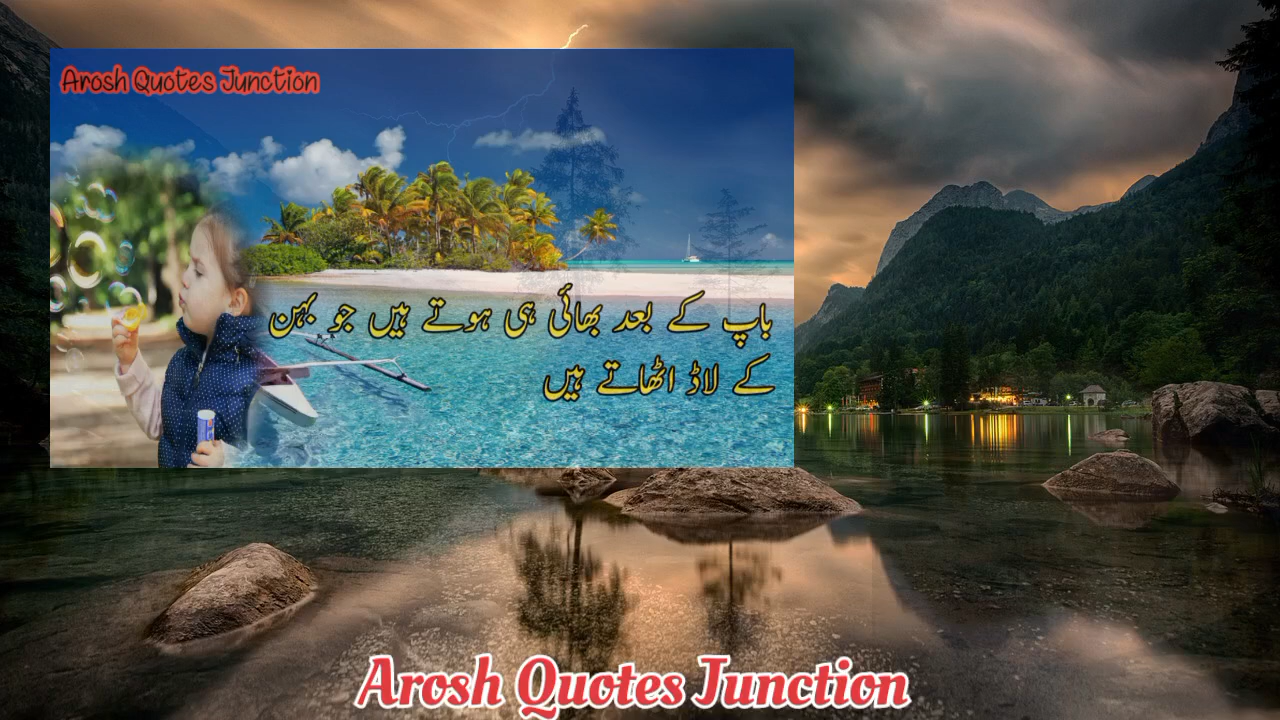 Arosh Quotes Junction
باپ کے بعد بھائی ہی ہوتے ہیں جو بہن
کے لاڈ اٹھاتے ہیں
Arosh Quotes Junction